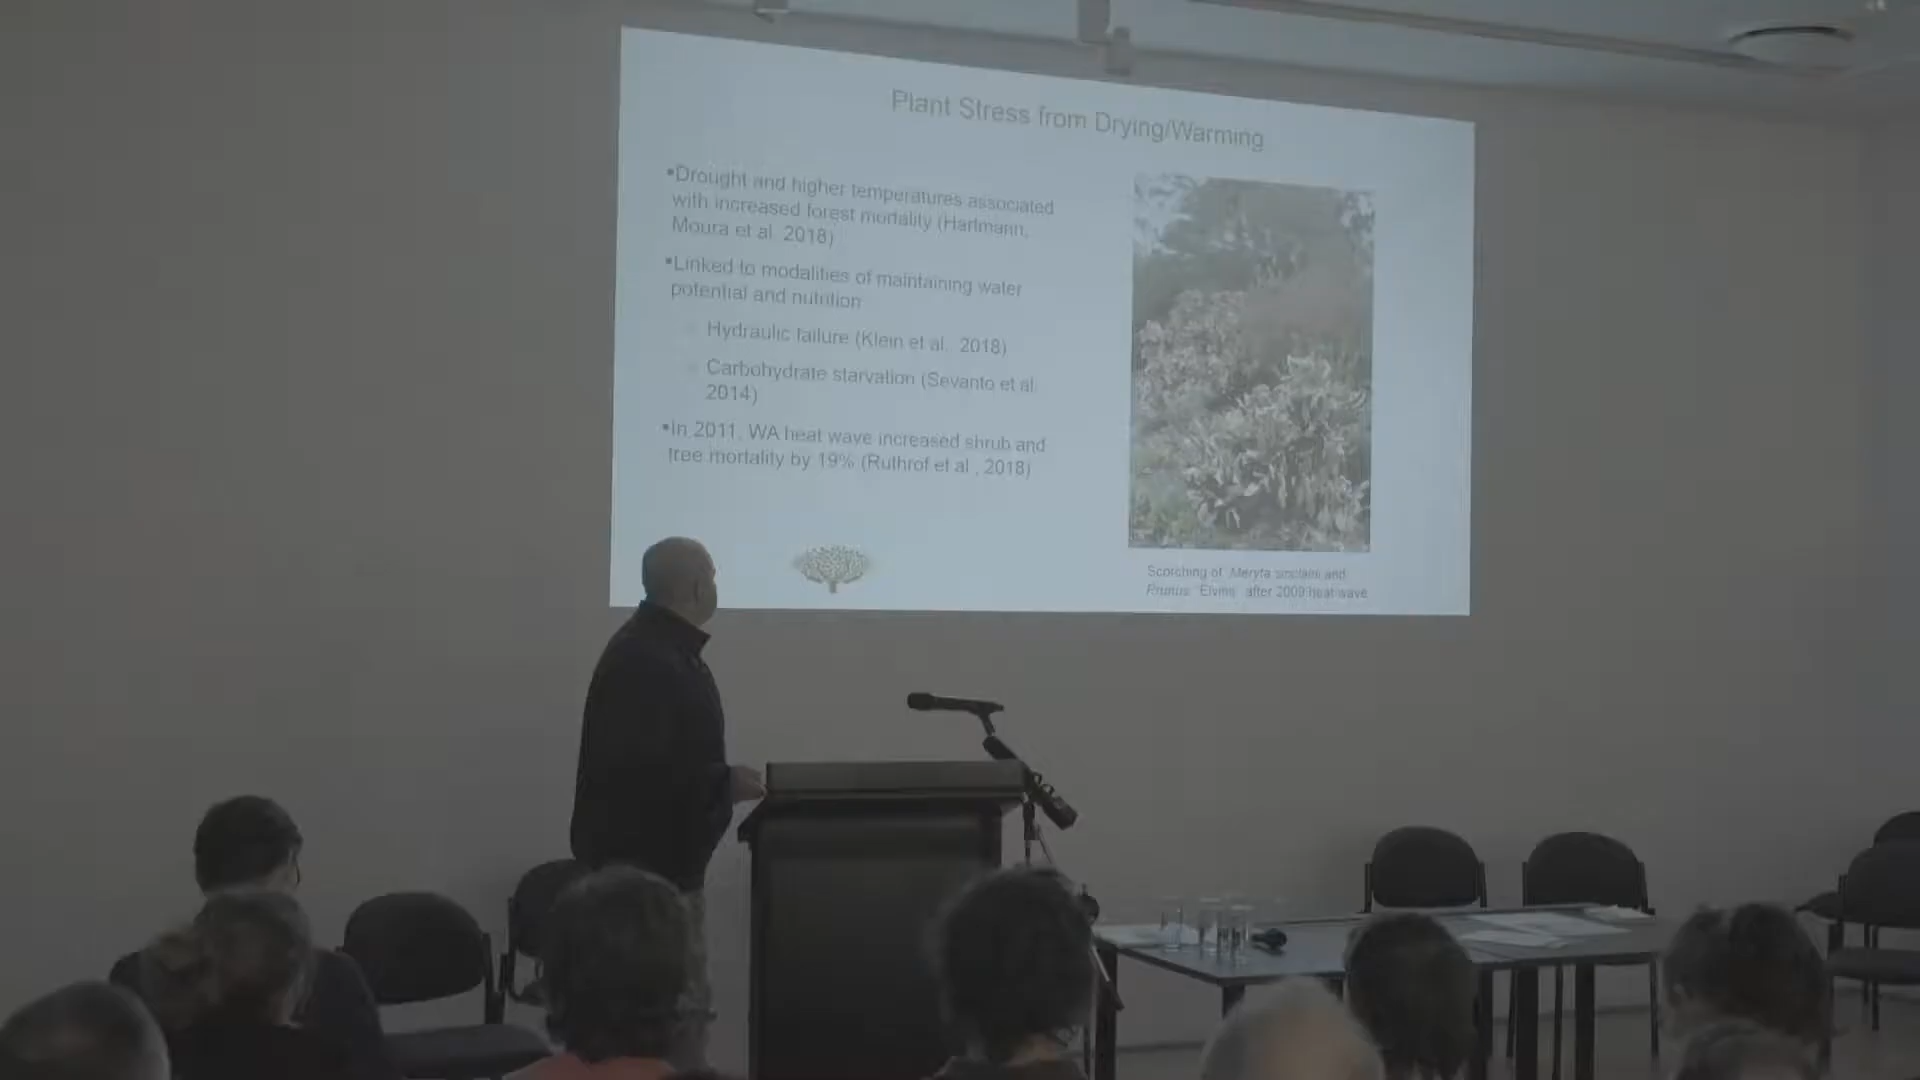 Plant Stress from Drying/Warming
•Drought and higher temperatures associated
with increased forest mortality (Hartmann,
Moura et al. 2018)
•Linked to modalities of maintaining water
potential and nutrition
Hydraulic failure (Klein et al., 2018)
Carbohydrate starvation (Sevanto et al.
2014)
•In 2011, WA heat wave increased shrub and
tree mortality by 19% (Ruthrof et al., 2018)
Scorching of Meryta sinclairii and
Prunus 'Elvins' after 2009 heat wave